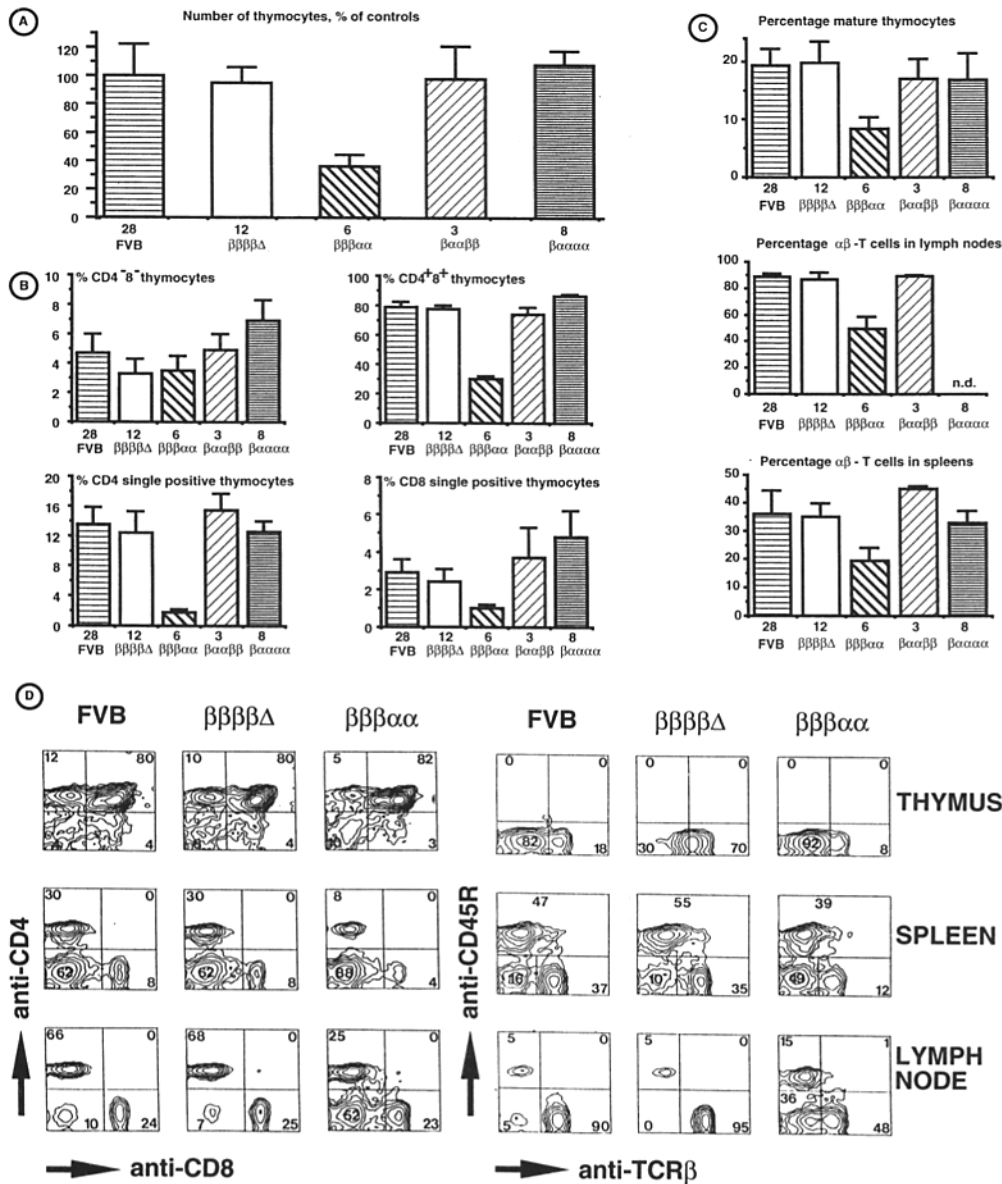 A
Number of thymocytes, % of controls
120
100
80
60
40
20
0
28 12 6 3 8
FVB ββββΔ βββαα βααββ βαααα
B
% CD4-8- thymocytes
10
8
6
4
2
0
28 12 6 3 8
FVB ββββΔ βββαα βααββ βαααα
% CD4+8+ thymocytes
100
80
60
40
20
0
28 12 6 3 8
FVB ββββΔ βββαα βααββ βαααα
% CD4 single positive thymocytes
16
12
8
4
0
28 12 6 3 8
FVB ββββΔ βββαα βααββ βαααα
% CD8 single positive thymocytes
8
6
4
2
0
28 12 6 3 8
FVB ββββΔ βββαα βααββ βαααα
C
Percentage mature thymocytes
20
10
0
28 12 6 3 8
FVB ββββΔ βββαα βααββ βαααα
Percentage αβ -T cells in lymph nodes
100
80
60
40
20
0
n.d.
28 12 6 3 8
FVB ββββΔ βββαα βααββ βαααα
Percentage αβ - T cells in spleens
50
40
30
20
10
0
28 12 6 3 8
FVB ββββΔ βββαα βααββ βαααα
D
FVB ββββΔ βββαα FVB ββββΔ βββαα
12 80 10 80 5 82 0 0 0 0 0 0
THYMUS
4 4 3 82 18 30 70 92 8
30 0 30 0 8 0 47 55 39
SPLEEN
62 8 62 8 88 4 16 37 10 35 49 12
66 0 68 0 25 0 5 0 5 0 15 1
LYMPH
NODE
10 24 7 25 62 23 5 90 0 95 36 48
anti-CD4
anti-CD45R
anti-CD8
anti-TCRβ